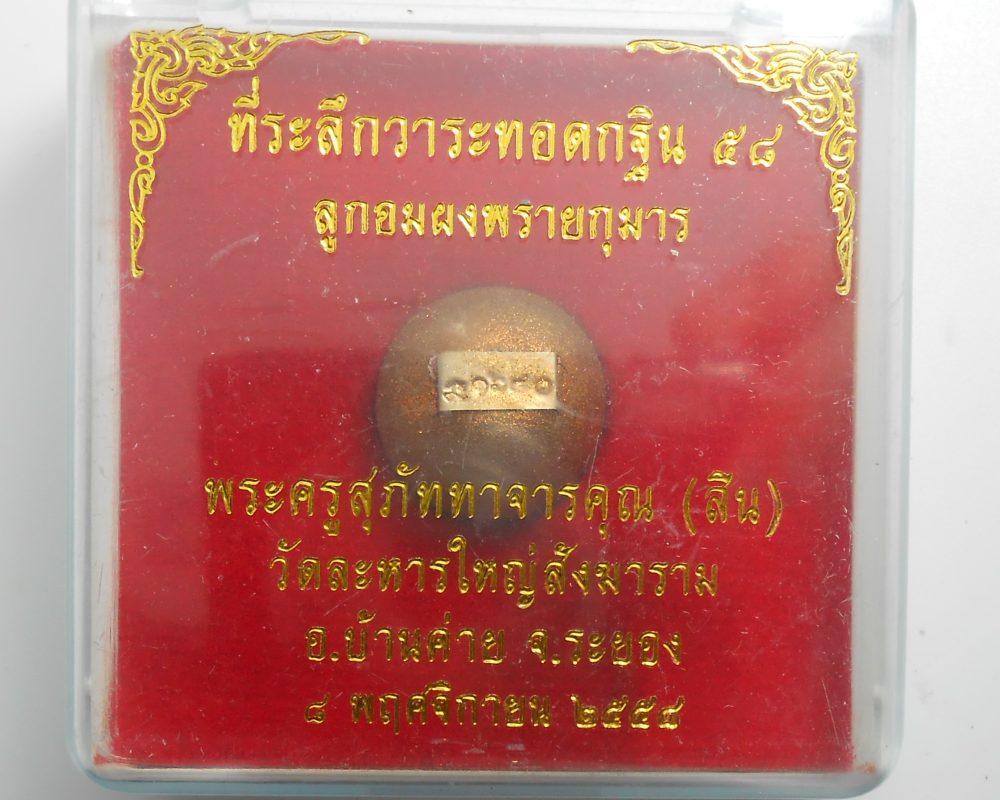 ที่ระลึกวาระทอดกฐิน ๕๘
ลูกอมผงพรายกุมาร
พระครูสุภัททาจารคุณ (สิน)
วัดละหารใหญ่สังฆาราม
อ.บ้านค่าย จ.ระยอง
๘ พฤศจิกายน ๒๕๕๘